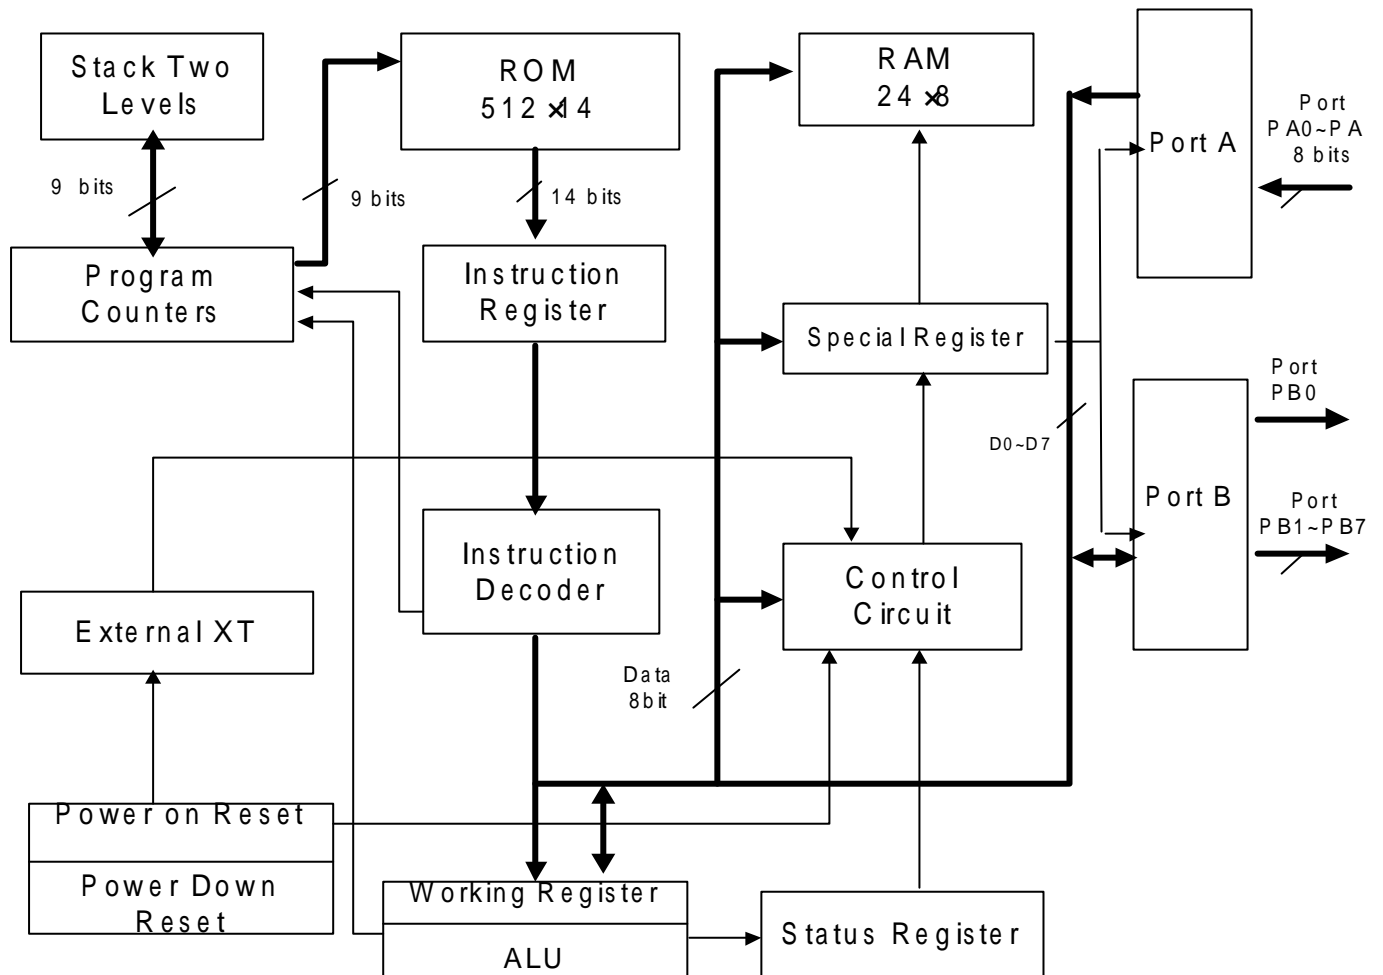 Stack Two
Levels
ROM
512 ×14
RAM
24 ×8
Port A
Port
PA0~PA
8 bits
9 bits
9 bits
14 bits
Program
Counters
Instruction
Register
Special Register
Port
PB0
D0~D7
Port B
Port
PB1~PB7
Instruction
Decoder
Control
Circuit
External XT
Data
8bit
Power on Reset
Power Down
Reset
Working Register
ALU
Status Register